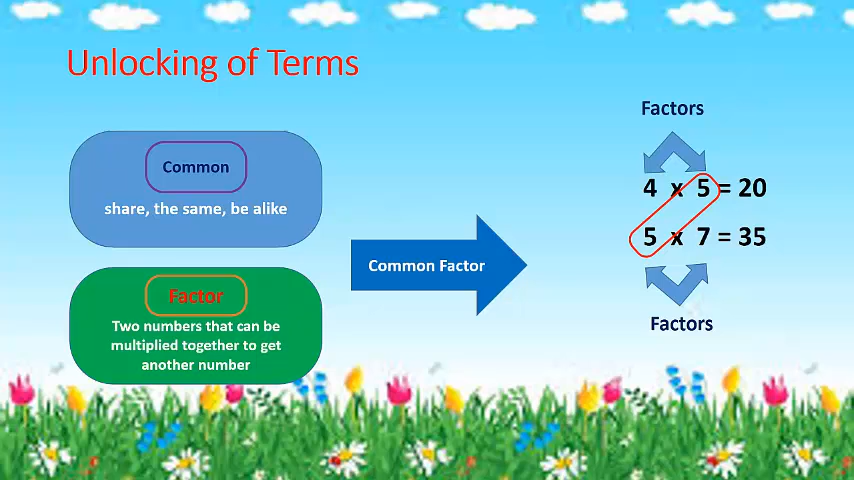 Unlocking of Terms
Common
share, the same, be alike
Factor
Two numbers that can be
multiplied together to get
another number
Common Factor
Factors
4 x 5 = 20
5 x 7 = 35
Factors